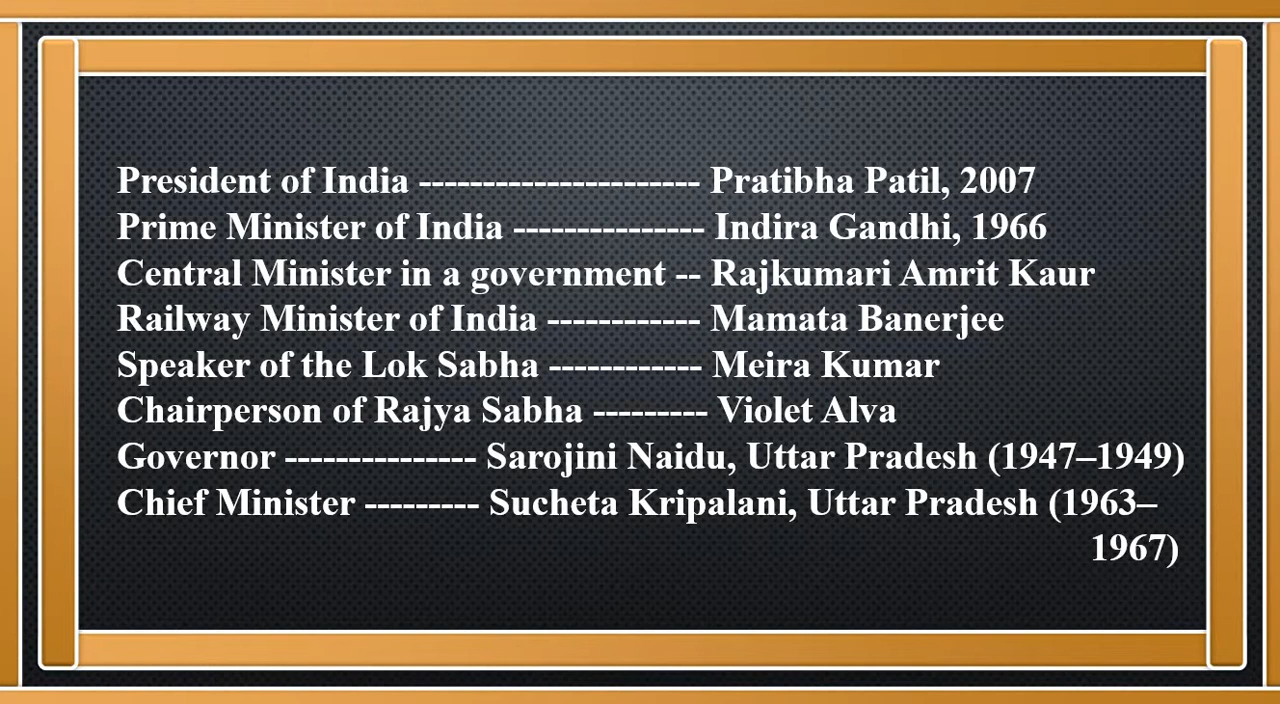 President of India ---------------------- Pratibha Patil, 2007
Prime Minister of India --------------- Indira Gandhi, 1966
Central Minister in a government -- Rajkumari Amrit Kaur
Railway Minister of India ------------ Mamata Banerjee
Speaker of the Lok Sabha ------------ Meira Kumar
Chairperson of Rajya Sabha --------- Violet Alva
Governor --------------- Sarojini Naidu, Uttar Pradesh (1947–1949)
Chief Minister --------- Sucheta Kripalani, Uttar Pradesh (1963–
1967)